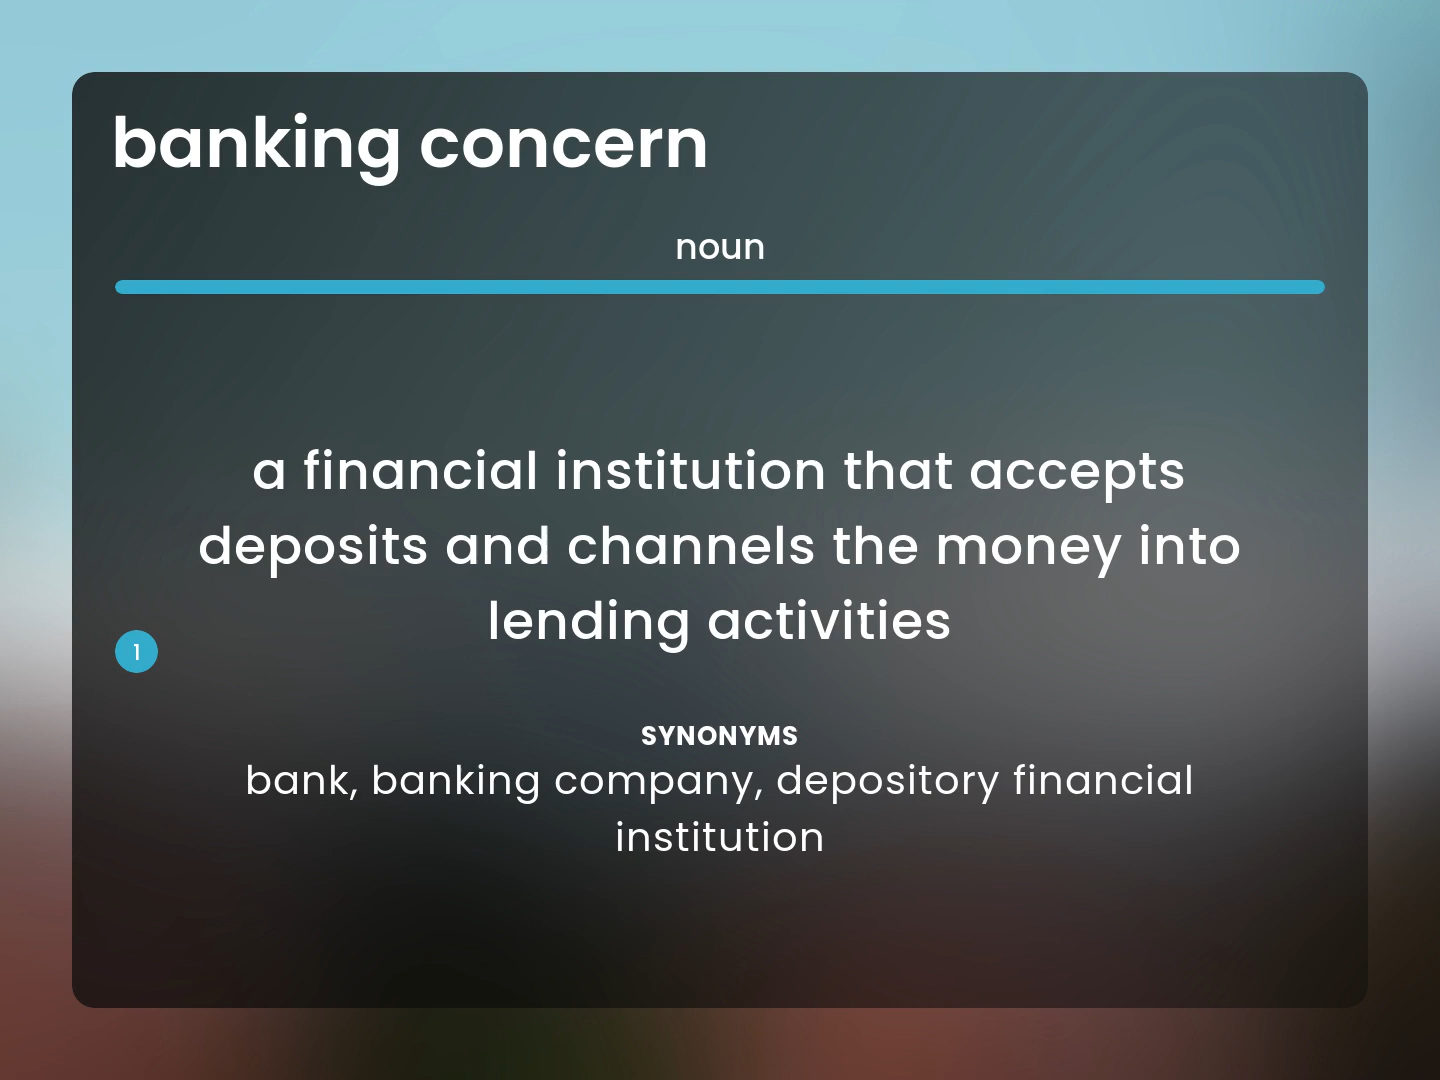 banking concern
noun
a financial institution that accepts
deposits and channels the money into
lending activities
1
SYNONYMS
bank, banking company, depository financial
institution